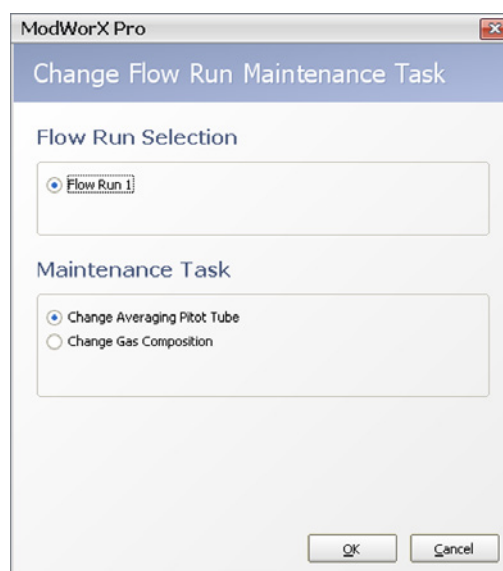 ModWorX Pro
Change Flow Run Maintenance Task
Flow Run Selection
Flow Run 1
Maintenance Task
Change Averaging Pitot Tube
Change Gas Composition
OK
Cancel